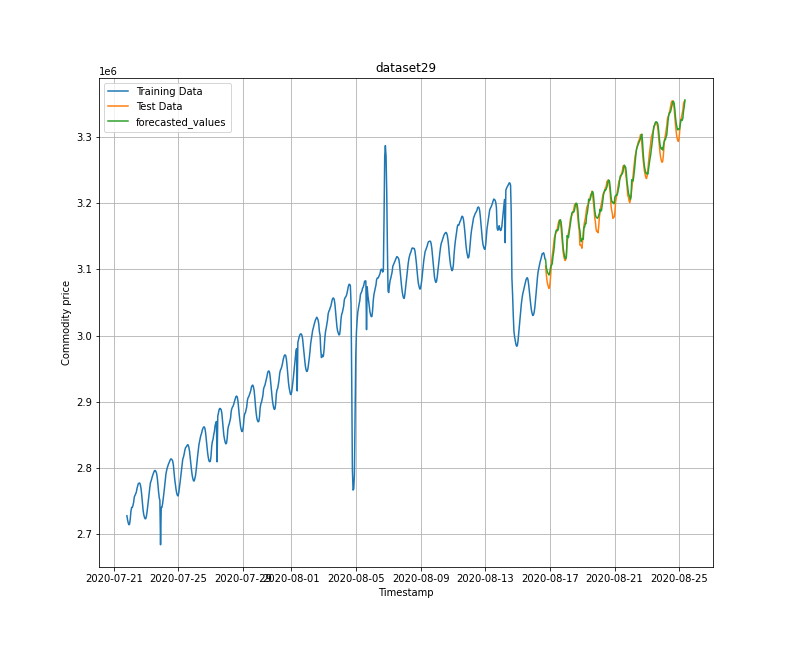 dataset29
1e6
Training Data
Test Data
forecasted_values
3.3
3.2
3.1
3.0
2.9
2.8
2.7
Commodity price
2020-07-21 2020-07-25 2020-07-29 2020-08-01 2020-08-05 2020-08-09 2020-08-13 2020-08-17 2020-08-21 2020-08-25
Timestamp